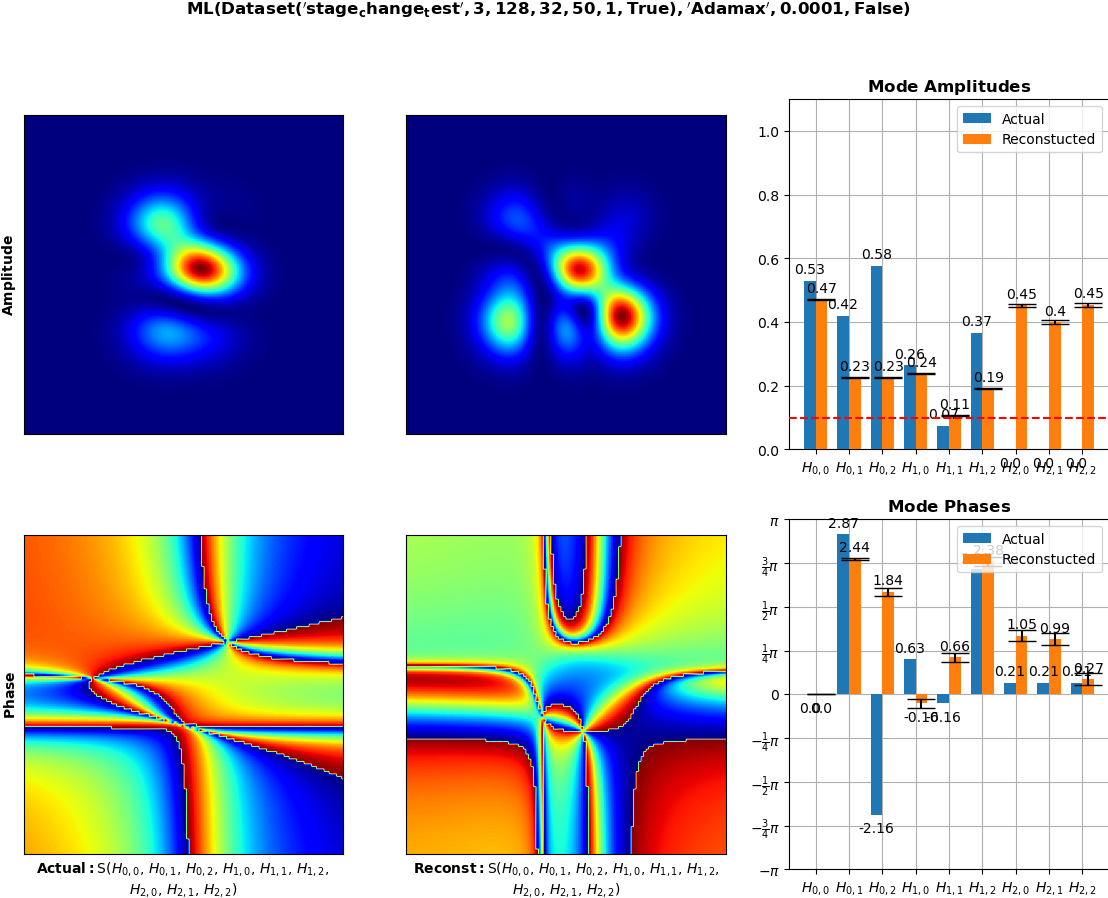 ML(Dataset('stage_change_test', 3, 128, 32, 50, 1, True), 'Adamax', 0.0001, False)
Amplitude
Mode Amplitudes
Actual
Reconstucted
1.0
0.8
0.6
0.4
0.2
0.0
0.53
0.47
0.42
0.23
0.58
0.23
0.26
0.24
0.07
0.11
0.37
0.19
0.0
0.45
0.0
0.4
0.0
0.45
H0,0 H0,1 H0,2 H1,0 H1,1 H1,2 H2,0 H2,1 H2,2
Phase
Mode Phases
Actual
Reconstucted
π
3/4π
1/2π
1/4π
0
−1/4π
−1/2π
−3/4π
−π
0.0
0.0
2.87
2.44
-2.16
1.84
0.63
-0.16
-0.16
0.66
2.38
0.21
1.05
0.21
0.99
0.27
H0,0 H0,1 H0,2 H1,0 H1,1 H1,2 H2,0 H2,1 H2,2
Actual: S(H0,0, H0,1, H0,2, H1,0, H1,1, H1,2,
H2,0, H2,1, H2,2)
Reconst: S(H0,0, H0,1, H0,2, H1,0, H1,1, H1,2,
H2,0, H2,1, H2,2)